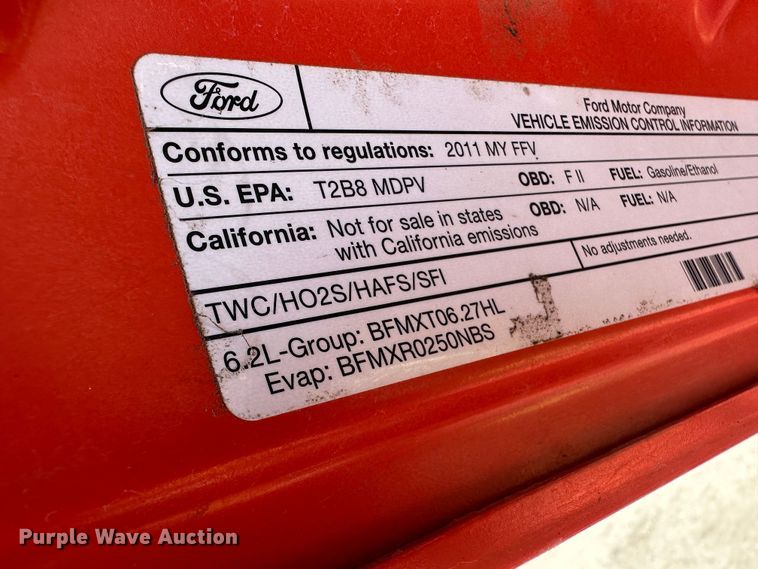 Ford
Ford Motor Company
VEHICLE EMISSION CONTROL INFORMATION
Conforms to regulations: 2011 MY FFV
U.S. EPA: T2B8 MDPV OBD: F II FUEL: Gasoline/Ethanol
California: Not for sale in states with California emissions OBD: N/A FUEL: N/A
TWC/HO2S/HAFS/SFI
No adjustments needed.
6.2L-Group: BFMXT06.27HL
Evap: BFMXR0250NBS
Purple Wave Auction